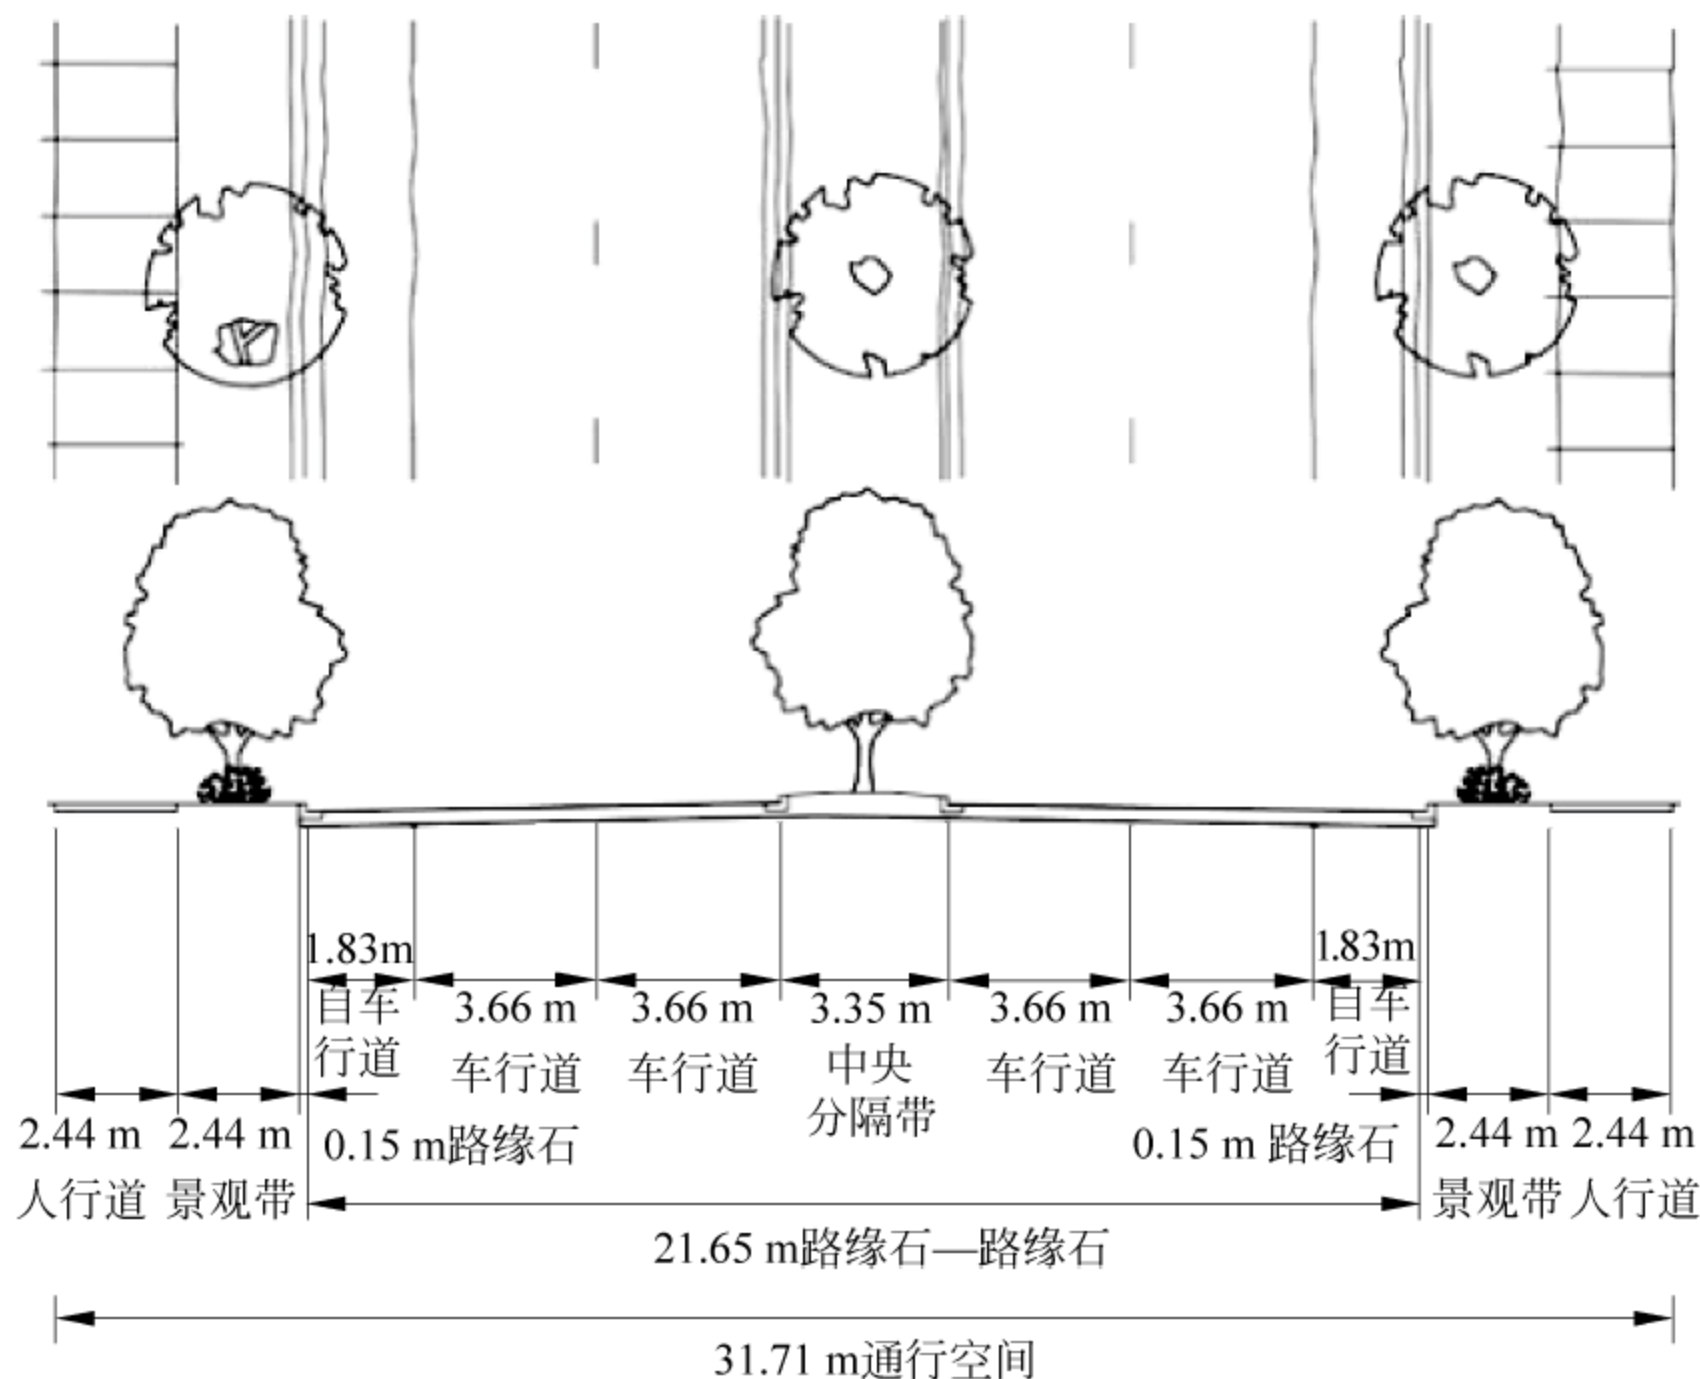 1.83m
1.83m
自车
行道
3.66 m
车行道
3.66 m
车行道
3.35 m
中央
分隔带
3.66 m
车行道
3.66 m
车行道
自车
行道
2.44 m
人行道
2.44 m
景观带
0.15 m路缘石
0.15 m 路缘石
2.44 m
景观带
2.44 m
人行道
21.65 m路缘石—路缘石
31.71 m通行空间